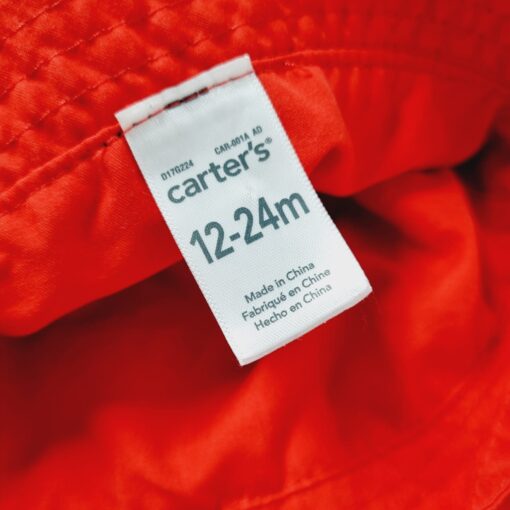 D17G224 CAR-001A AD
carter's®
12-24m
Made in China
Fabriqué en Chine
Hecho en China